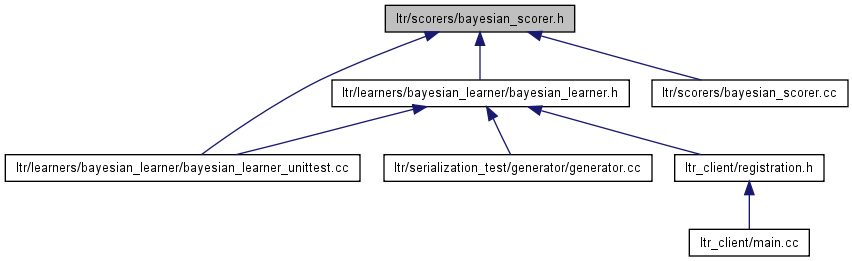 ltr/scorers/bayesian_scorer.h
ltr/learners/bayesian_learner/bayesian_learner.h
ltr/scorers/bayesian_scorer.cc
ltr/learners/bayesian_learner/bayesian_learner_unittest.cc
ltr/serialization_test/generator/generator.cc
ltr_client/registration.h
ltr_client/main.cc